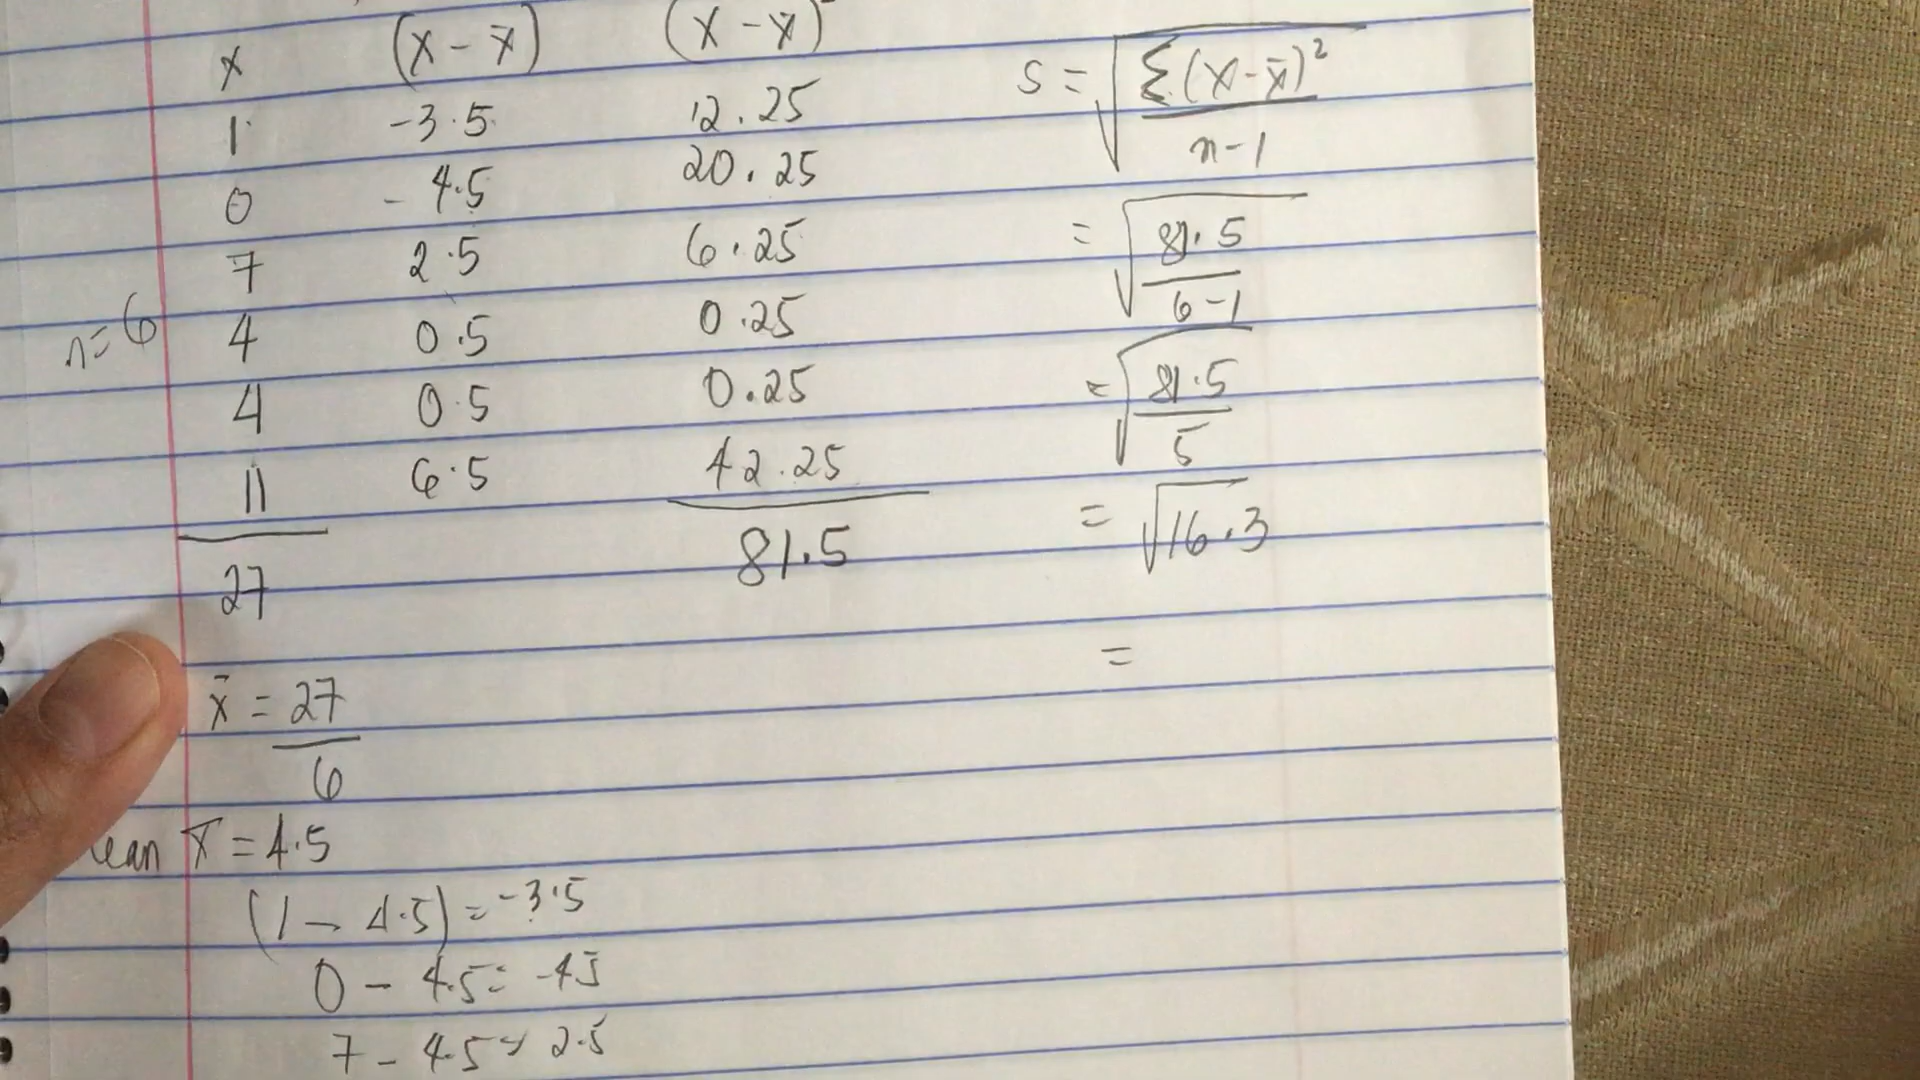 x (x - x̄) (x - x̄)²
1 -3.5 12.25
0 -4.5 20.25
7 2.5 6.25
4 0.5 0.25
4 0.5 0.25
11 6.5 42.25
27 81.5
n=6
x̄ = 27
6
x̄ = 4.5
(1 - 4.5) = -3.5
0 - 4.5 = -4.5
7 - 4.5 = 2.5
s = √Σ(x-x̄)²
n-1
= √81.5
6-1
= √81.5
5
= √16.3
=